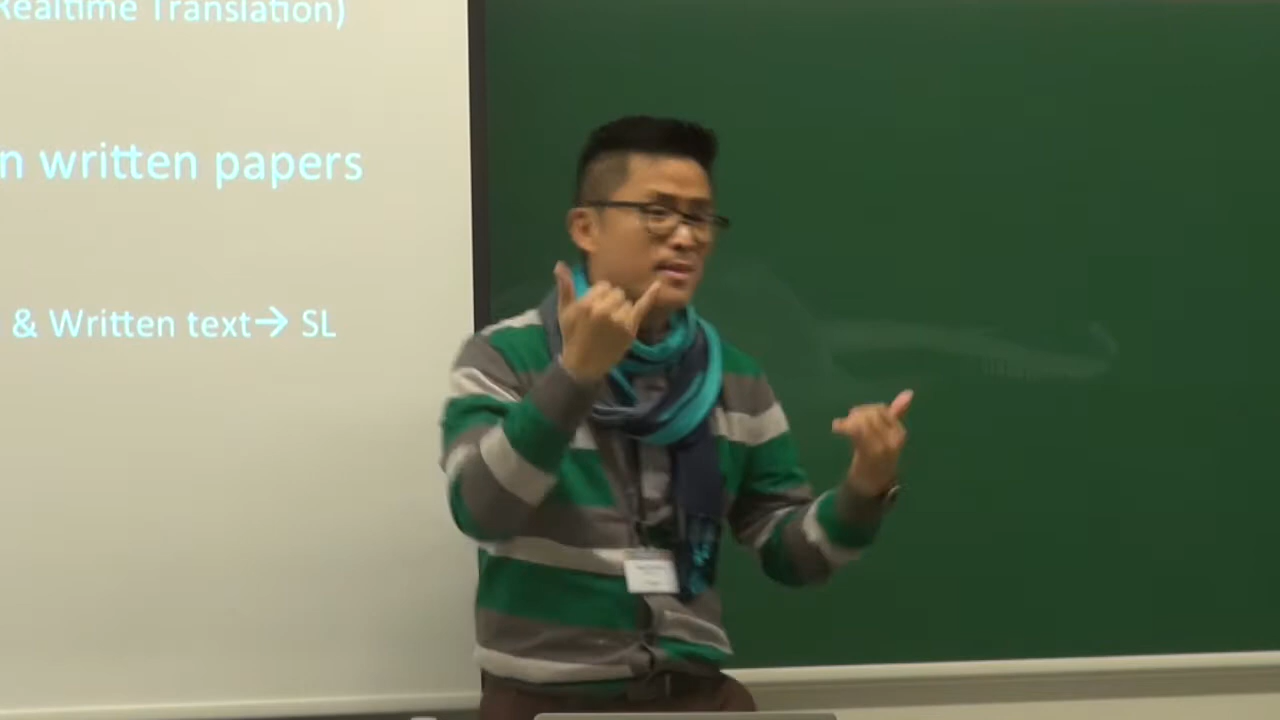 Realtime Translation)
n written papers
& Written text→ SL